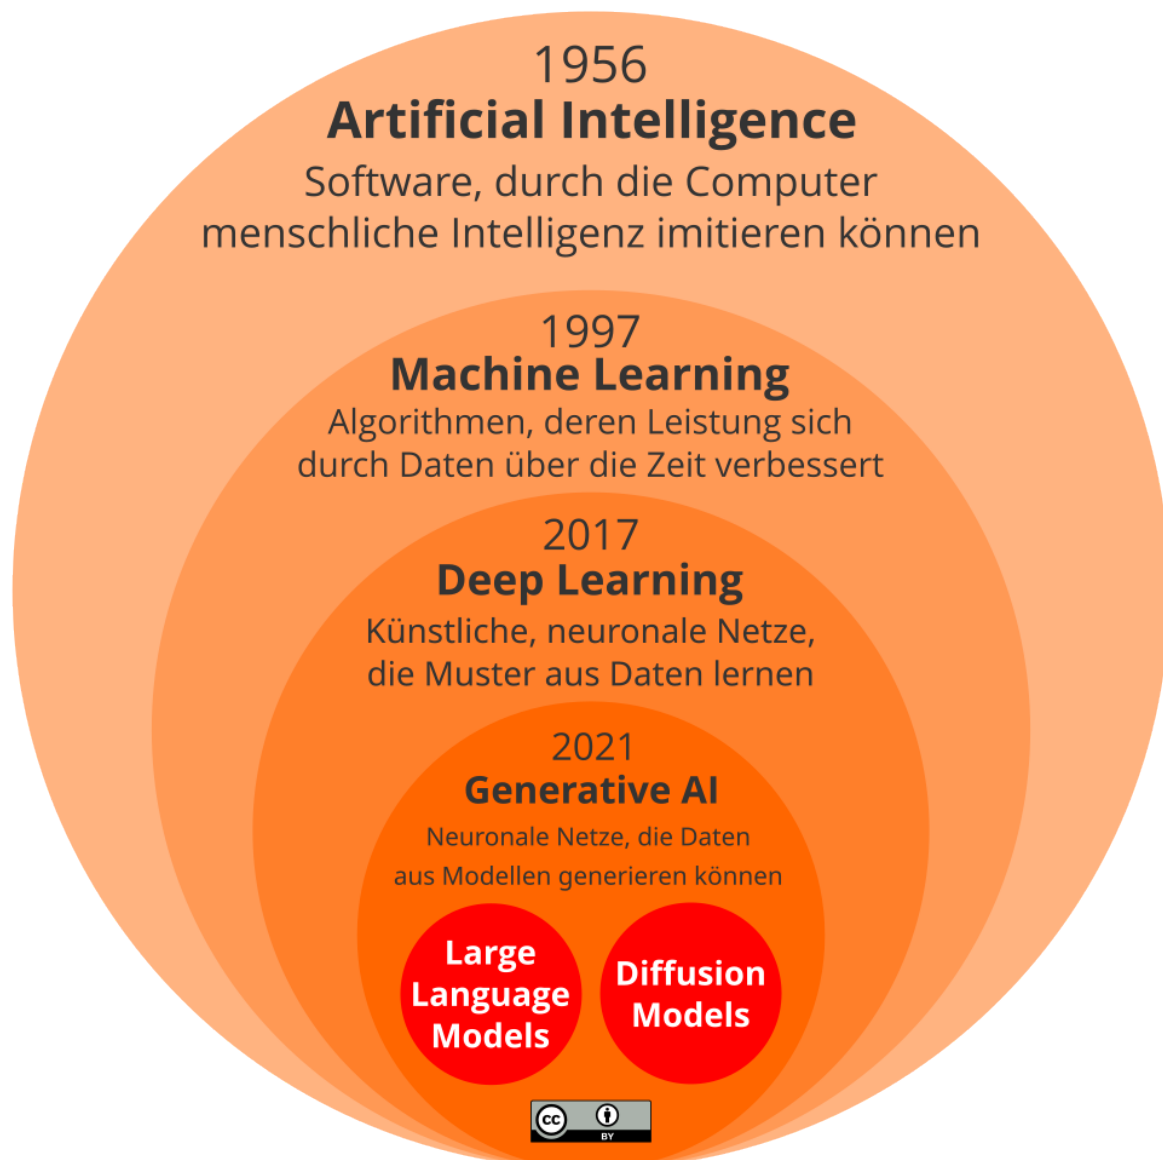 1956
Artificial Intelligence
Software, durch die Computer
menschliche Intelligenz imitieren können
1997
Machine Learning
Algorithmen, deren Leistung sich
durch Daten über die Zeit verbessert
2017
Deep Learning
Künstliche, neuronale Netze,
die Muster aus Daten lernen
2021
Generative AI
Neuronale Netze, die Daten
aus Modellen generieren können
Large
Language
Models
Diffusion
Models
cc
BY